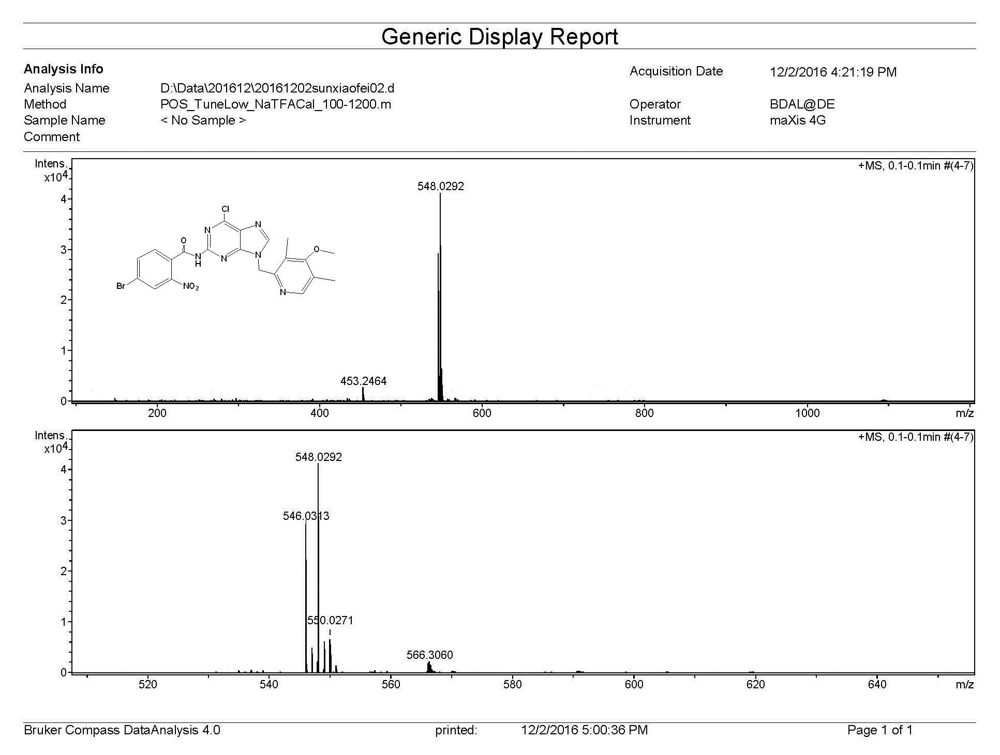 Generic Display Report
Analysis Info
Acquisition Date 12/2/2016 4:21:19 PM
Analysis Name D:\Data\201612\20161202sunxiaofei02.d
Method POS_TuneLow_NaTFACal_100-1200.m
Operator BDAL@DE
Sample Name < No Sample >
Instrument maXis 4G
Comment
Intens.
x10⁴
+MS, 0.1-0.1min #(4-7)
548.0292
4
Cl
N
N
O
3
O
N
H
N
N
Br
NO₂
N
2
1
453.2464
0
200 400 600 800 1000 m/z
Intens.
x10⁴
+MS, 0.1-0.1min #(4-7)
548.0292
4
546.0313
3
2
1
550.0271
566.3060
0
520 540 560 580 600 620 640 m/z
Bruker Compass DataAnalysis 4.0 printed: 12/2/2016 5:00:36 PM Page 1 of 1